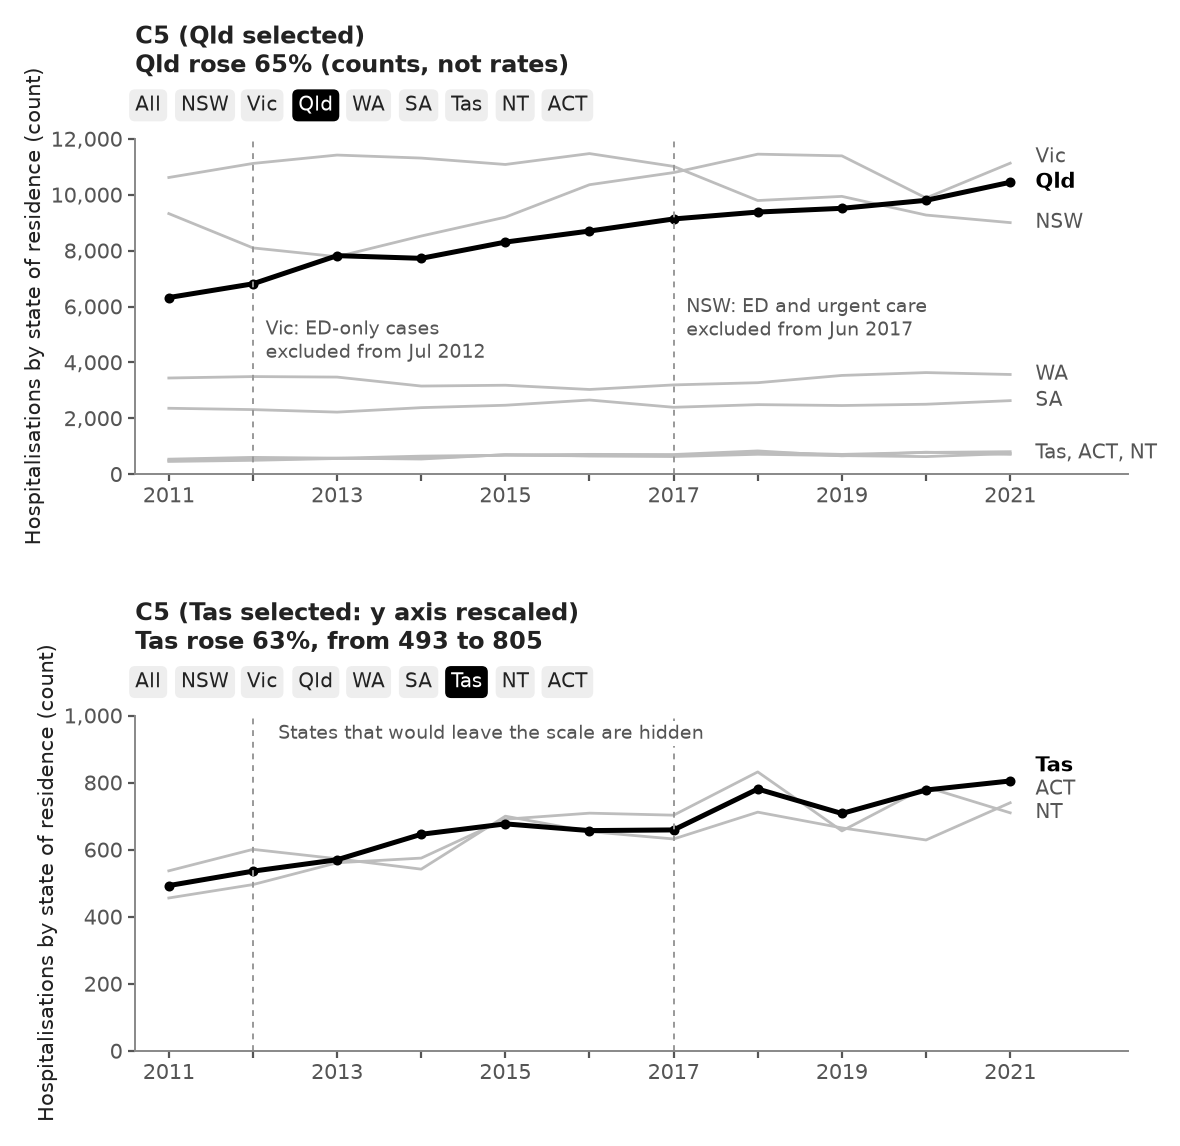 C5 (Qld selected)
Qld rose 65% (counts, not rates)
All NSW Vic Qld WA SA Tas NT ACT
Hospitalisations by state of residence (count)
12,000
10,000
8,000
6,000
4,000
2,000
0
Vic
Qld
NSW
Vic: ED-only cases
excluded from Jul 2012
NSW: ED and urgent care
excluded from Jun 2017
WA
SA
Tas, ACT, NT
2011 2013 2015 2017 2019 2021
C5 (Tas selected: y axis rescaled)
Tas rose 63%, from 493 to 805
All NSW Vic Qld WA SA Tas NT ACT
Hospitalisations by state of residence (count)
1,000
800
600
400
200
0
States that would leave the scale are hidden
Tas
ACT
NT
2011 2013 2015 2017 2019 2021